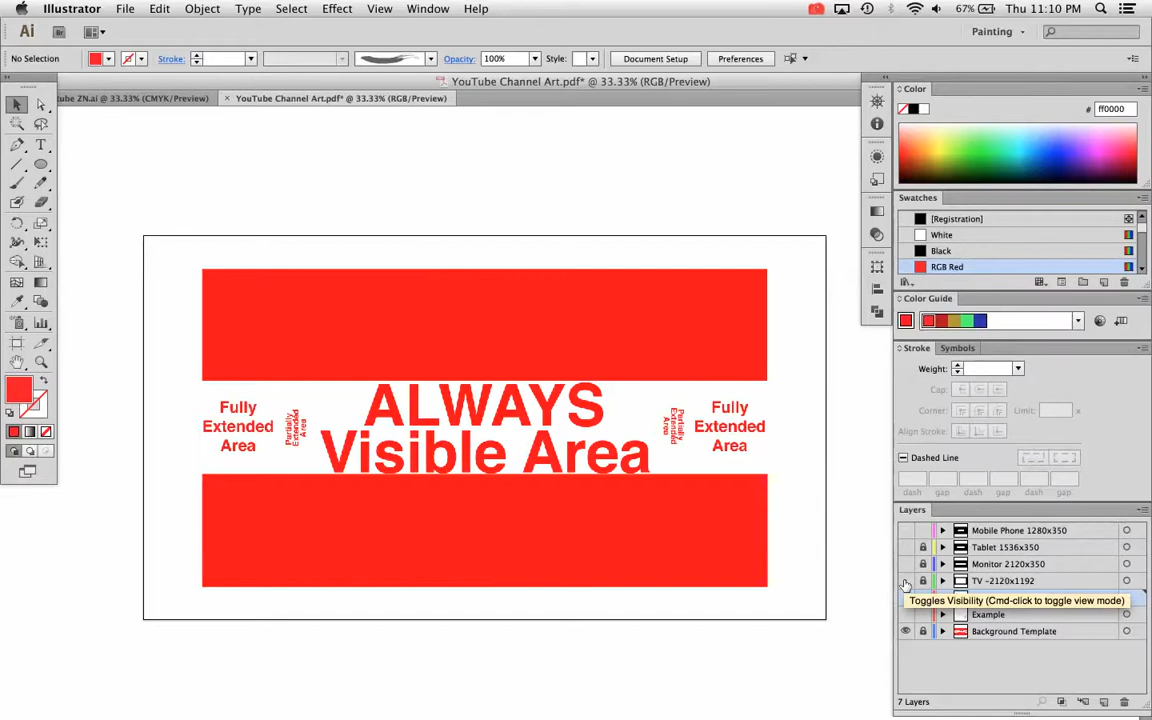 Illustrator File Edit Object Type Select Effect View Window Help 67% Thu 11:10 PM
Ai Br Painting
No Selection Stroke: Opacity: 100% Style: Document Setup Preferences
YouTube Channel Art.pdf* @ 33.33% (RGB/Preview)
tube ZN.ai @ 33.33% (CMYK/Preview) × YouTube Channel Art.pdf* @ 33.33% (RGB/Preview)
Color
# ff0000
Swatches
[Registration]
White
Black
RGB Red
Color Guide
Stroke Symbols
Weight:
Cap:
Corner: Limit: x
Align Stroke:
Dashed Line
dash gap dash gap dash gap
Layers
Mobile Phone 1280x350
Tablet 1536x350
Monitor 2120x350
TV -2120x1192
Toggles Visibility (Cmd-click to toggle view mode)
Example
Background Template
7 Layers
ALWAYS
Visible Area
Fully
Extended
Area
Partially
Extended
Area
Partially
Extended
Area
Fully
Extended
Area